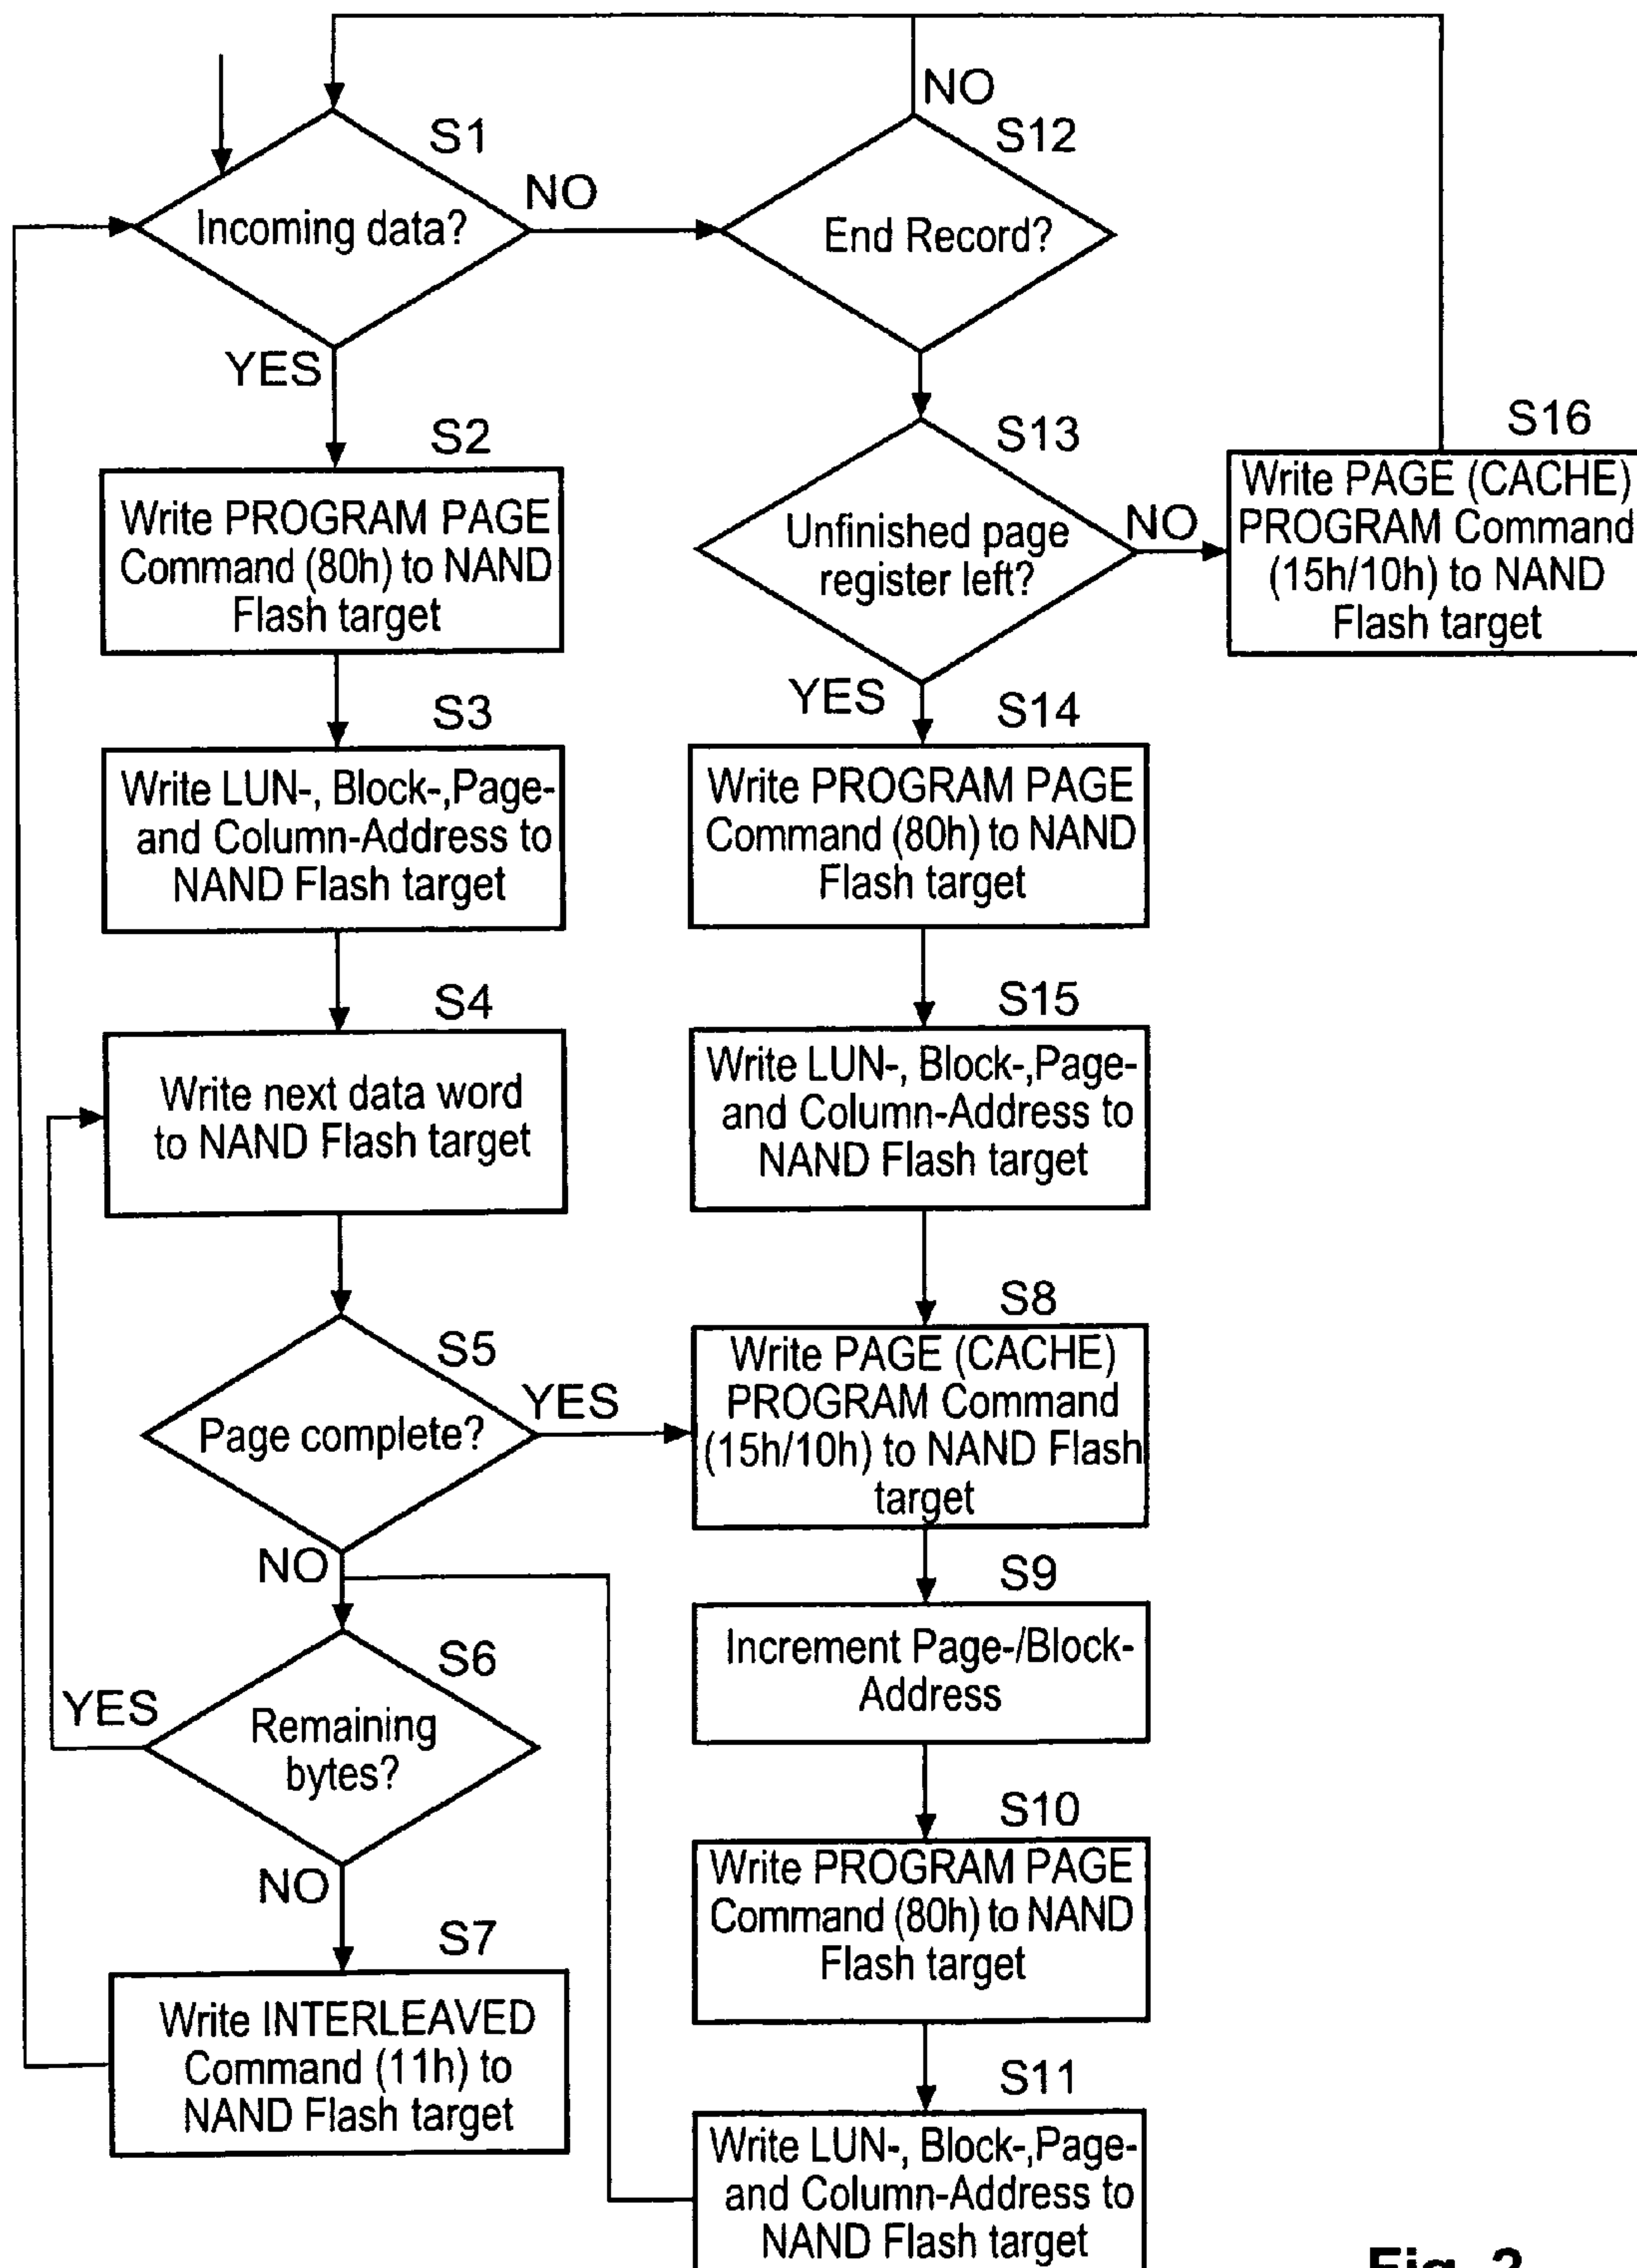 NO
S1
S12
NO
Incoming data?
End Record?
YES
S2
S13
S16
Write PROGRAM PAGE
Command (80h) to NAND
Flash target
Unfinished page
register left?
NO
Write PAGE (CACHE)
PROGRAM Command
(15h/10h) to NAND
Flash target
YES
S3
S14
Write LUN-, Block-,Page-
and Column-Address to
NAND Flash target
Write PROGRAM PAGE
Command (80h) to NAND
Flash target
S4
S15
Write next data word
to NAND Flash target
Write LUN-, Block-,Page-
and Column-Address to
NAND Flash target
S5
S8
Page complete?
YES
Write PAGE (CACHE)
PROGRAM Command
(15h/10h) to NAND Flash
target
NO
S9
S6
Increment Page-/Block-
Address
YES
Remaining
bytes?
S10
NO
Write PROGRAM PAGE
Command (80h) to NAND
Flash target
S7
S11
Write INTERLEAVED
Command (11h) to
NAND Flash target
Write LUN-, Block-,Page-
and Column-Address to
NAND Flash target
Fig. 2